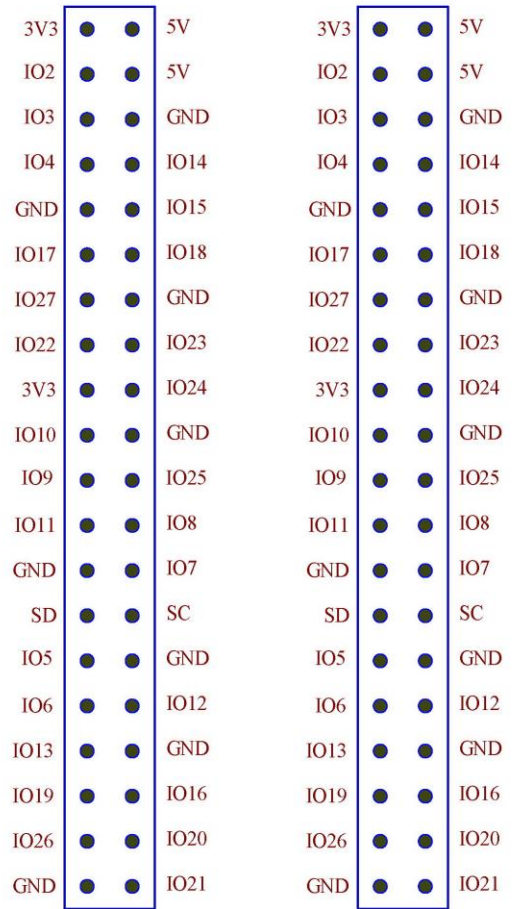 3V3 5V 3V3 5V
IO2 5V IO2 5V
IO3 GND IO3 GND
IO4 IO14 IO4 IO14
GND IO15 GND IO15
IO17 IO18 IO17 IO18
IO27 GND IO27 GND
IO22 IO23 IO22 IO23
3V3 IO24 3V3 IO24
IO10 GND IO10 GND
IO9 IO25 IO9 IO25
IO11 IO8 IO11 IO8
GND IO7 GND IO7
SD SC SD SC
IO5 GND IO5 GND
IO6 IO12 IO6 IO12
IO13 GND IO13 GND
IO19 IO16 IO19 IO16
IO26 IO20 IO26 IO20
GND IO21 GND IO21